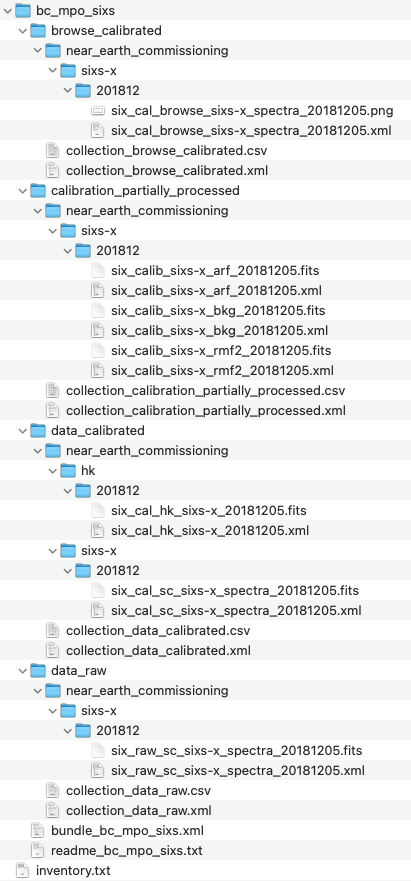 bc_mpo_sixs
browse_calibrated
near_earth_commissioning
sixs-x
201812
six_cal_browse_sixs-x_spectra_20181205.png
six_cal_browse_sixs-x_spectra_20181205.xml
collection_browse_calibrated.csv
collection_browse_calibrated.xml
calibration_partially_processed
near_earth_commissioning
sixs-x
201812
six_calib_sixs-x_arf_20181205.fits
six_calib_sixs-x_arf_20181205.xml
six_calib_sixs-x_bkg_20181205.fits
six_calib_sixs-x_bkg_20181205.xml
six_calib_sixs-x_rmf2_20181205.fits
six_calib_sixs-x_rmf2_20181205.xml
collection_calibration_partially_processed.csv
collection_calibration_partially_processed.xml
data_calibrated
near_earth_commissioning
hk
201812
six_cal_hk_sixs-x_20181205.fits
six_cal_hk_sixs-x_20181205.xml
sixs-x
201812
six_cal_sc_sixs-x_spectra_20181205.fits
six_cal_sc_sixs-x_spectra_20181205.xml
collection_data_calibrated.csv
collection_data_calibrated.xml
data_raw
near_earth_commissioning
sixs-x
201812
six_raw_sc_sixs-x_spectra_20181205.fits
six_raw_sc_sixs-x_spectra_20181205.xml
collection_data_raw.csv
collection_data_raw.xml
bundle_bc_mpo_sixs.xml
readme_bc_mpo_sixs.txt
inventory.txt